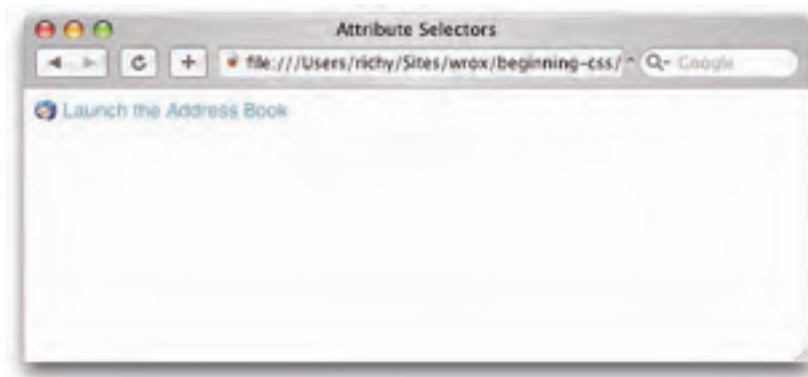 Attribute Selectors
file:///Users/richy/Sites/wrox/beginning-css/ Google
Launch the Address Book